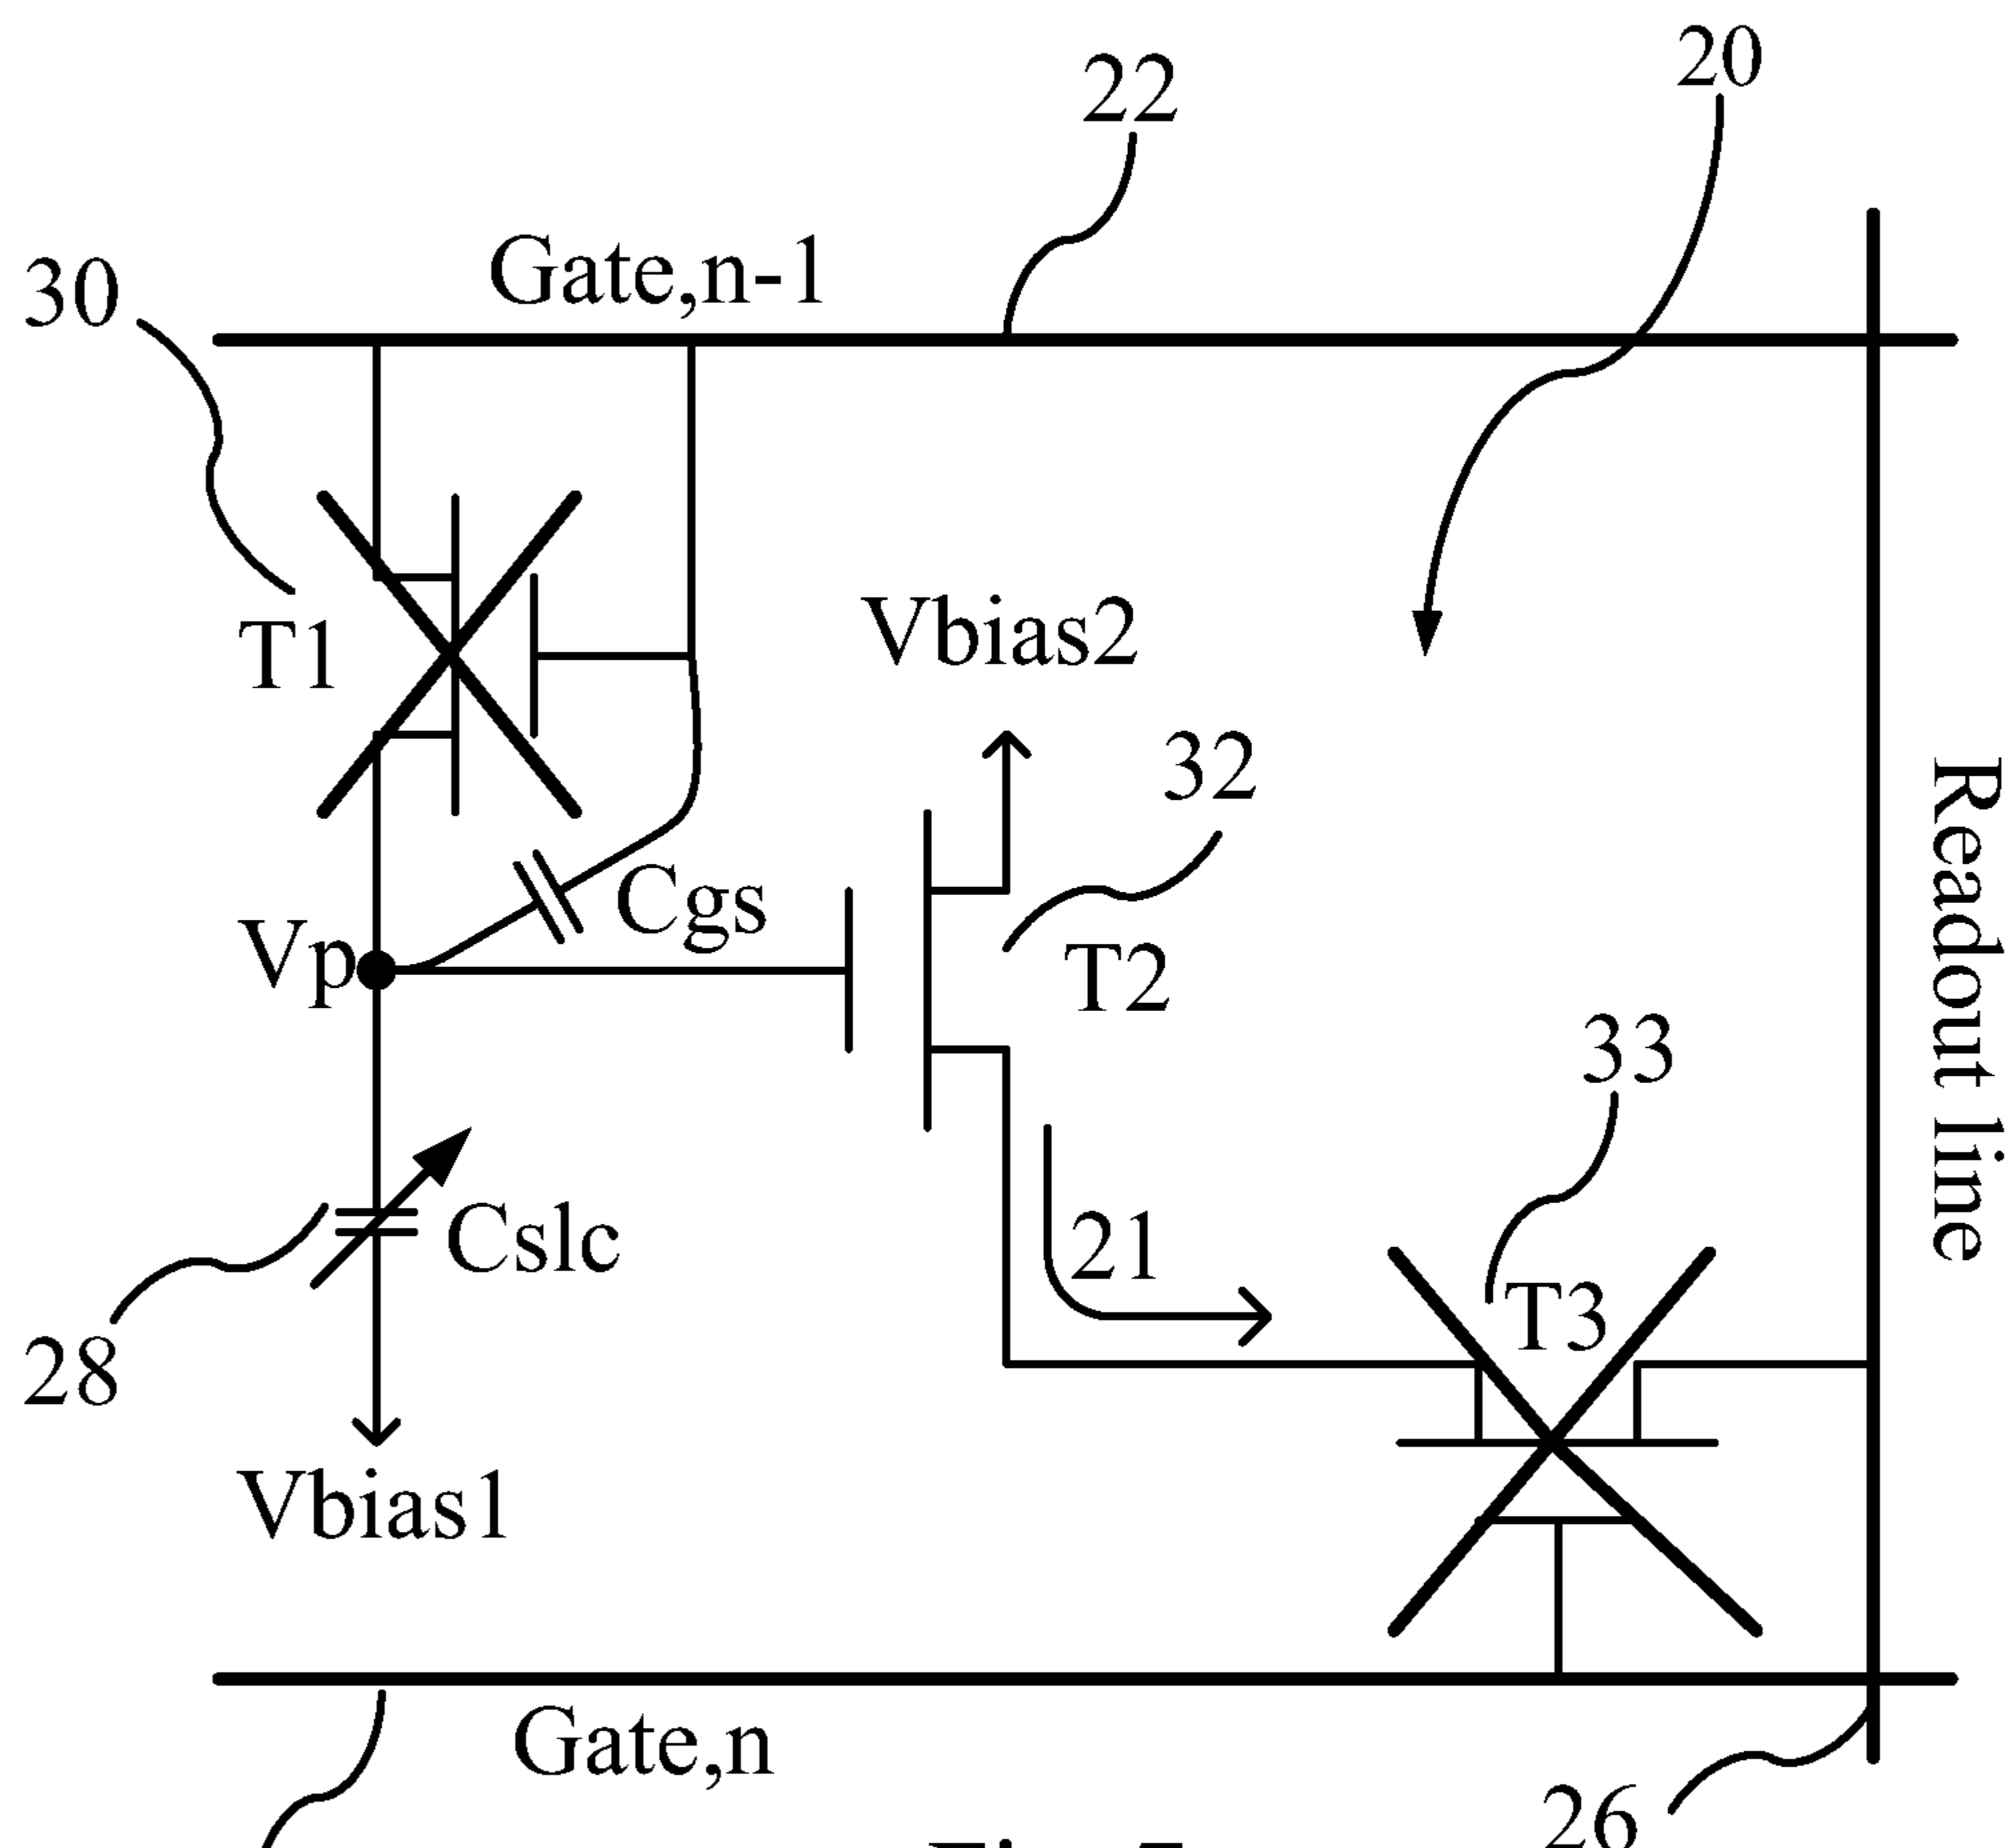 20
22
Gate,n-1
30
T1
Vbias2
32
Cgs
Vp
T2
Readout line
33
Cslc
21
T3
28
Vbias1
Gate,n
26